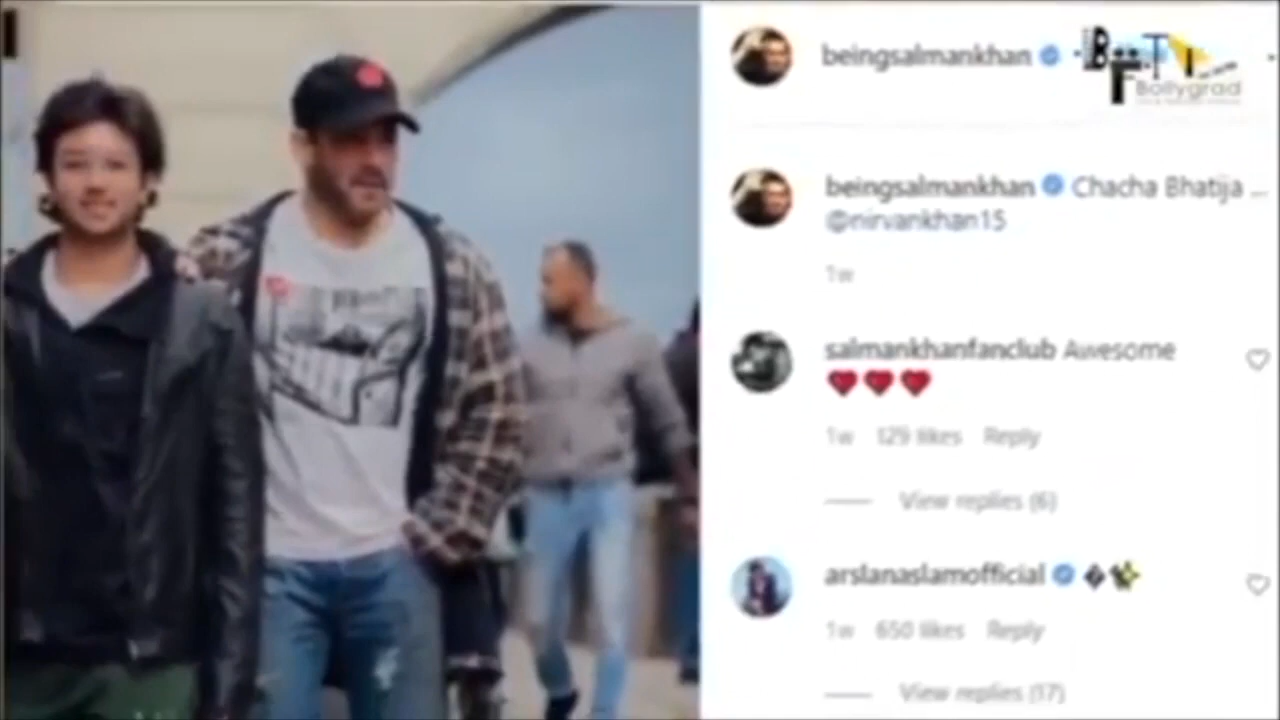 beingsalmankhan
Bollygrad
beingsalmankhan Chacha Bhatija ...
@nirvankhan15
1w
salmankhanfanclub Awesome
1w 129 likes Reply
View replies (6)
arslanaslamofficial
1w 650 likes Reply
View replies (17)